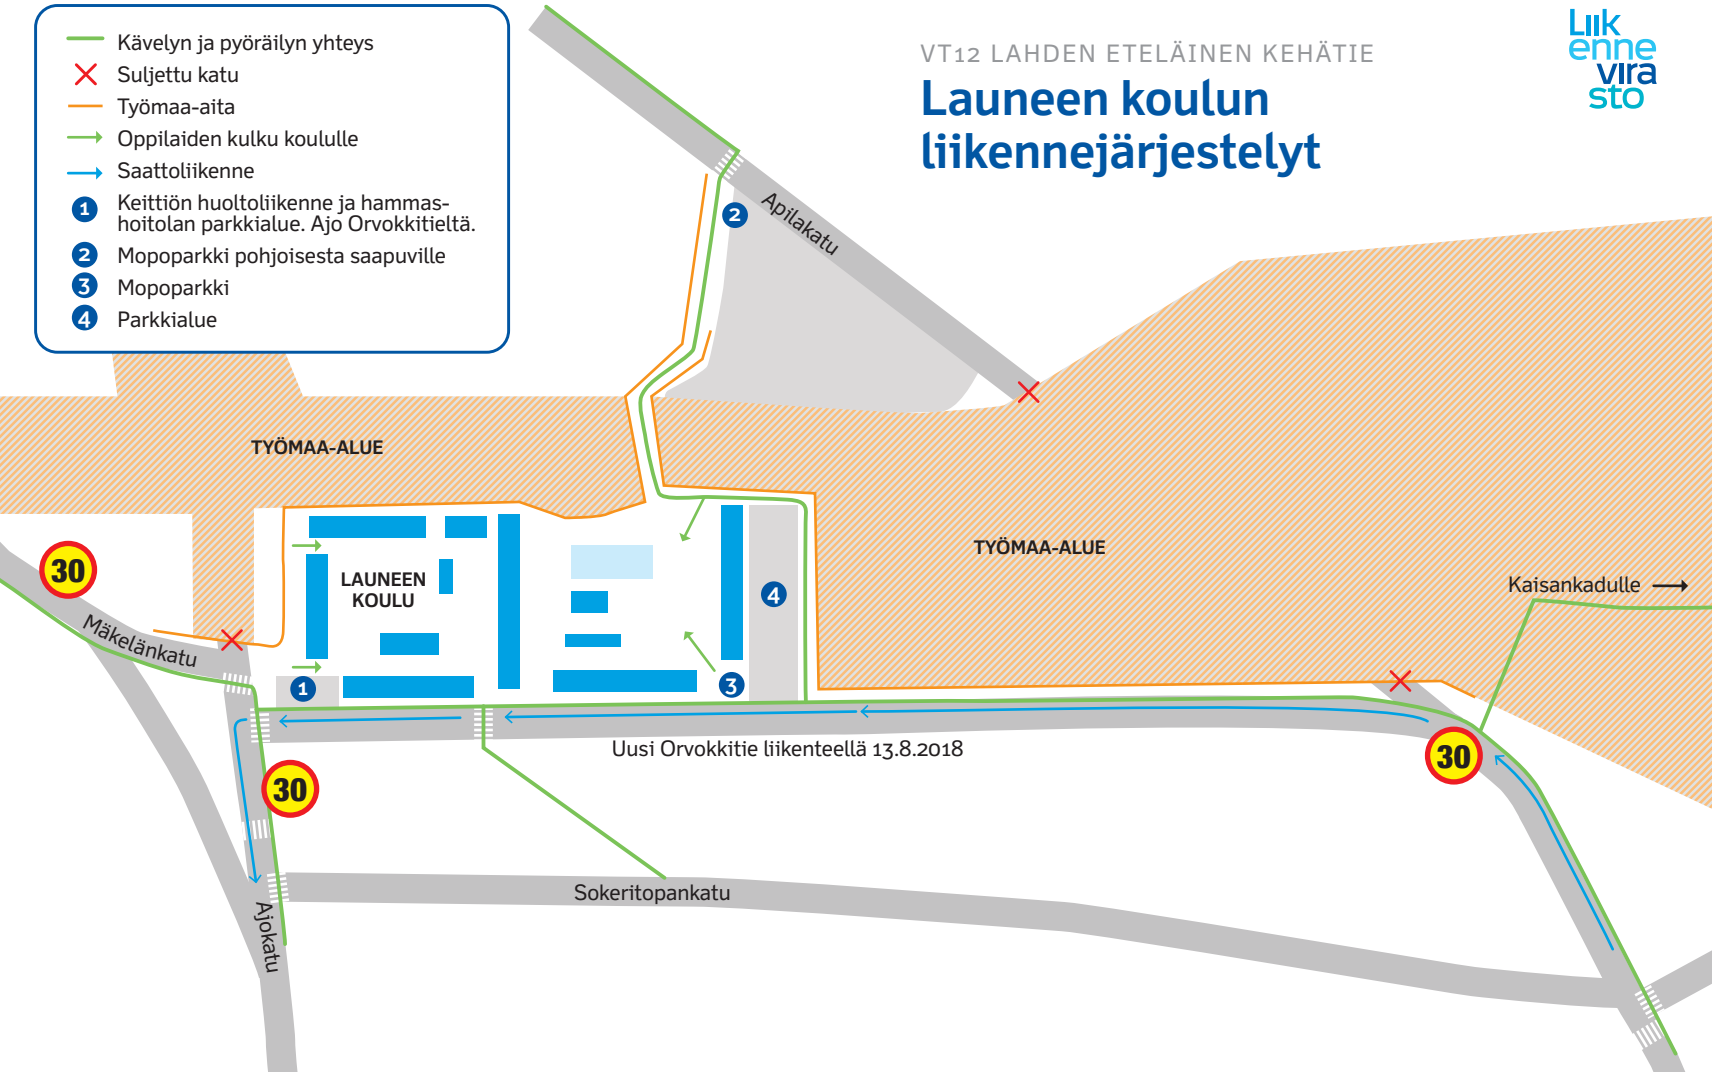 Kävelyn ja pyöräilyn yhteys
Suljettu katu
Työmaa-aita
Oppilaiden kulku koululle
Saattoliikenne
1 Keittiön huoltoliikenne ja hammas-
hoitolan parkkialue. Ajo Orvokkitieltä.
2 Mopoparkki pohjoisesta saapuville
3 Mopoparkki
4 Parkkialue
VT12 LAHDEN ETELÄINEN KEHÄTIE
Launeen koulun
liikennejärjestelyt
Liik
enne
vira
sto
2
Apilakatu
TYÖMAA-ALUE
TYÖMAA-ALUE
30
LAUNEEN
KOULU
4
Kaisankadulle
Mäkelänkatu
1
3
Uusi Orvokkitie liikenteellä 13.8.2018
30
30
Sokeritopankatu
Ajokatu